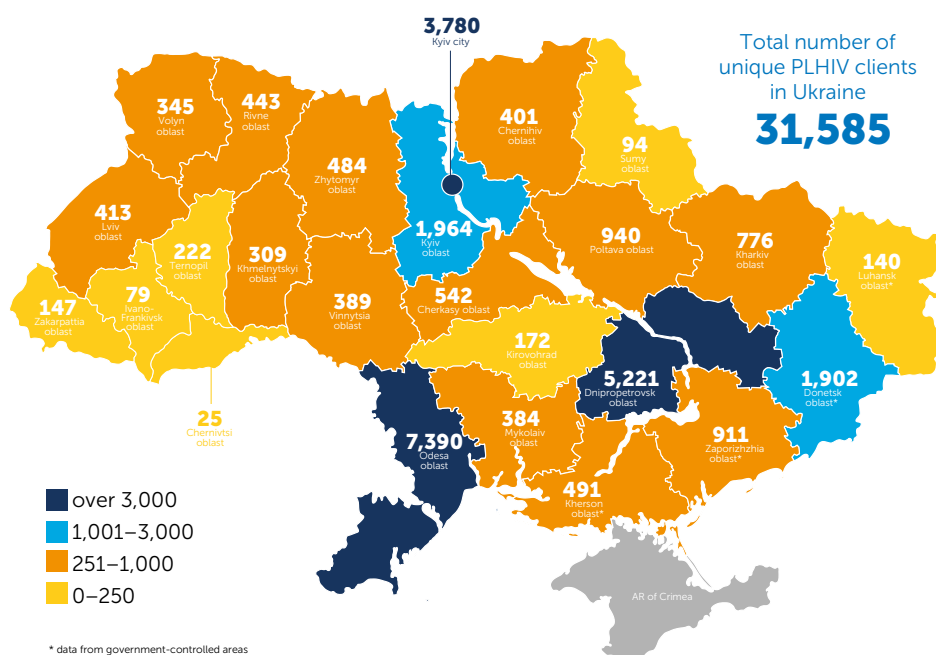 3,780
Kyiv city
Total number of
unique PLHIV clients
in Ukraine
31,585
345
Volyn
oblast
443
Rivne
oblast
484
Zhytomyr
oblast
401
Chernihiv
oblast
94
Sumy
oblast
413
Lviv
oblast
222
Ternopil
oblast
309
Khmelnytskyi
oblast
1,964
Kyiv
oblast
940
Poltava oblast
776
Kharkiv
oblast
140
Luhansk
oblast*
147
Zakarpattia
oblast
79
Ivano-
Frankivsk
oblast
389
Vinnytsia
oblast
542
Cherkasy oblast
172
Kirovohrad
oblast
5,221
Dnipropetrovsk
oblast
1,902
Donetsk
oblast*
25
Chernivtsi
oblast
7,390
Odesa
oblast
384
Mykolaiv
oblast
911
Zaporizhzhia
oblast*
491
Kherson
oblast*
AR of Crimea
over 3,000
1,001–3,000
251–1,000
0–250
* data from government-controlled areas